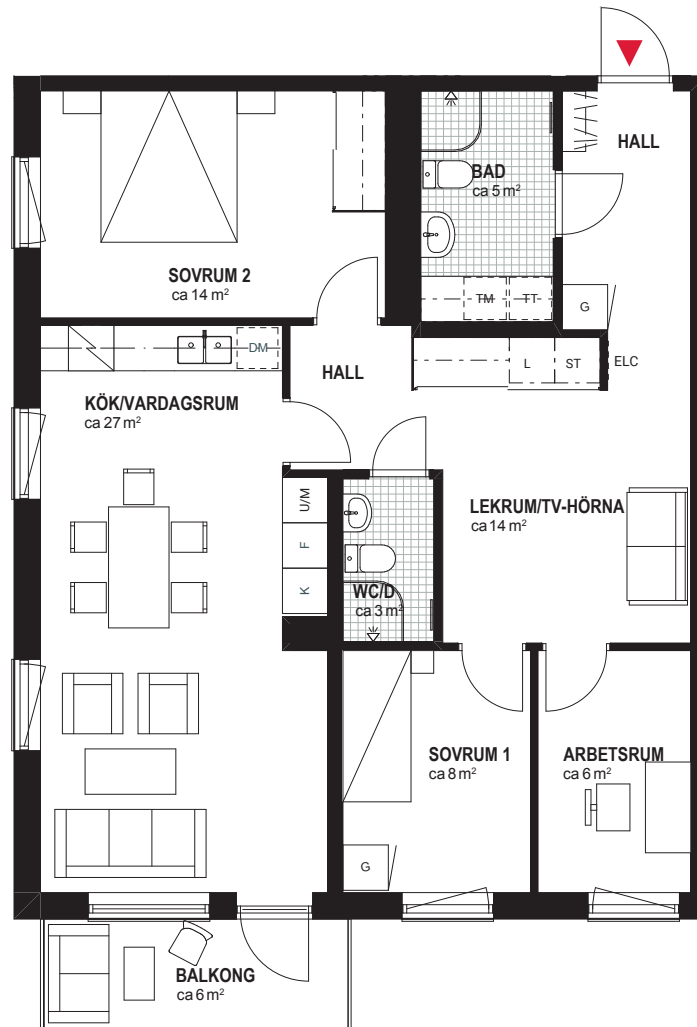 HALL
BAD
ca 5 m²
SOVRUM 2
ca 14 m²
TM
TT
G
DM
HALL
L
ST
ELC
KÖK/VARDAGSRUM
ca 27 m²
U/M
F
K
LEKRUM/TV-HÖRNA
ca 14 m²
WC/D
ca 3 m²
SOVRUM 1
ca 8 m²
ARBETSRUM
ca 6 m²
G
BALKONG
ca 6 m²